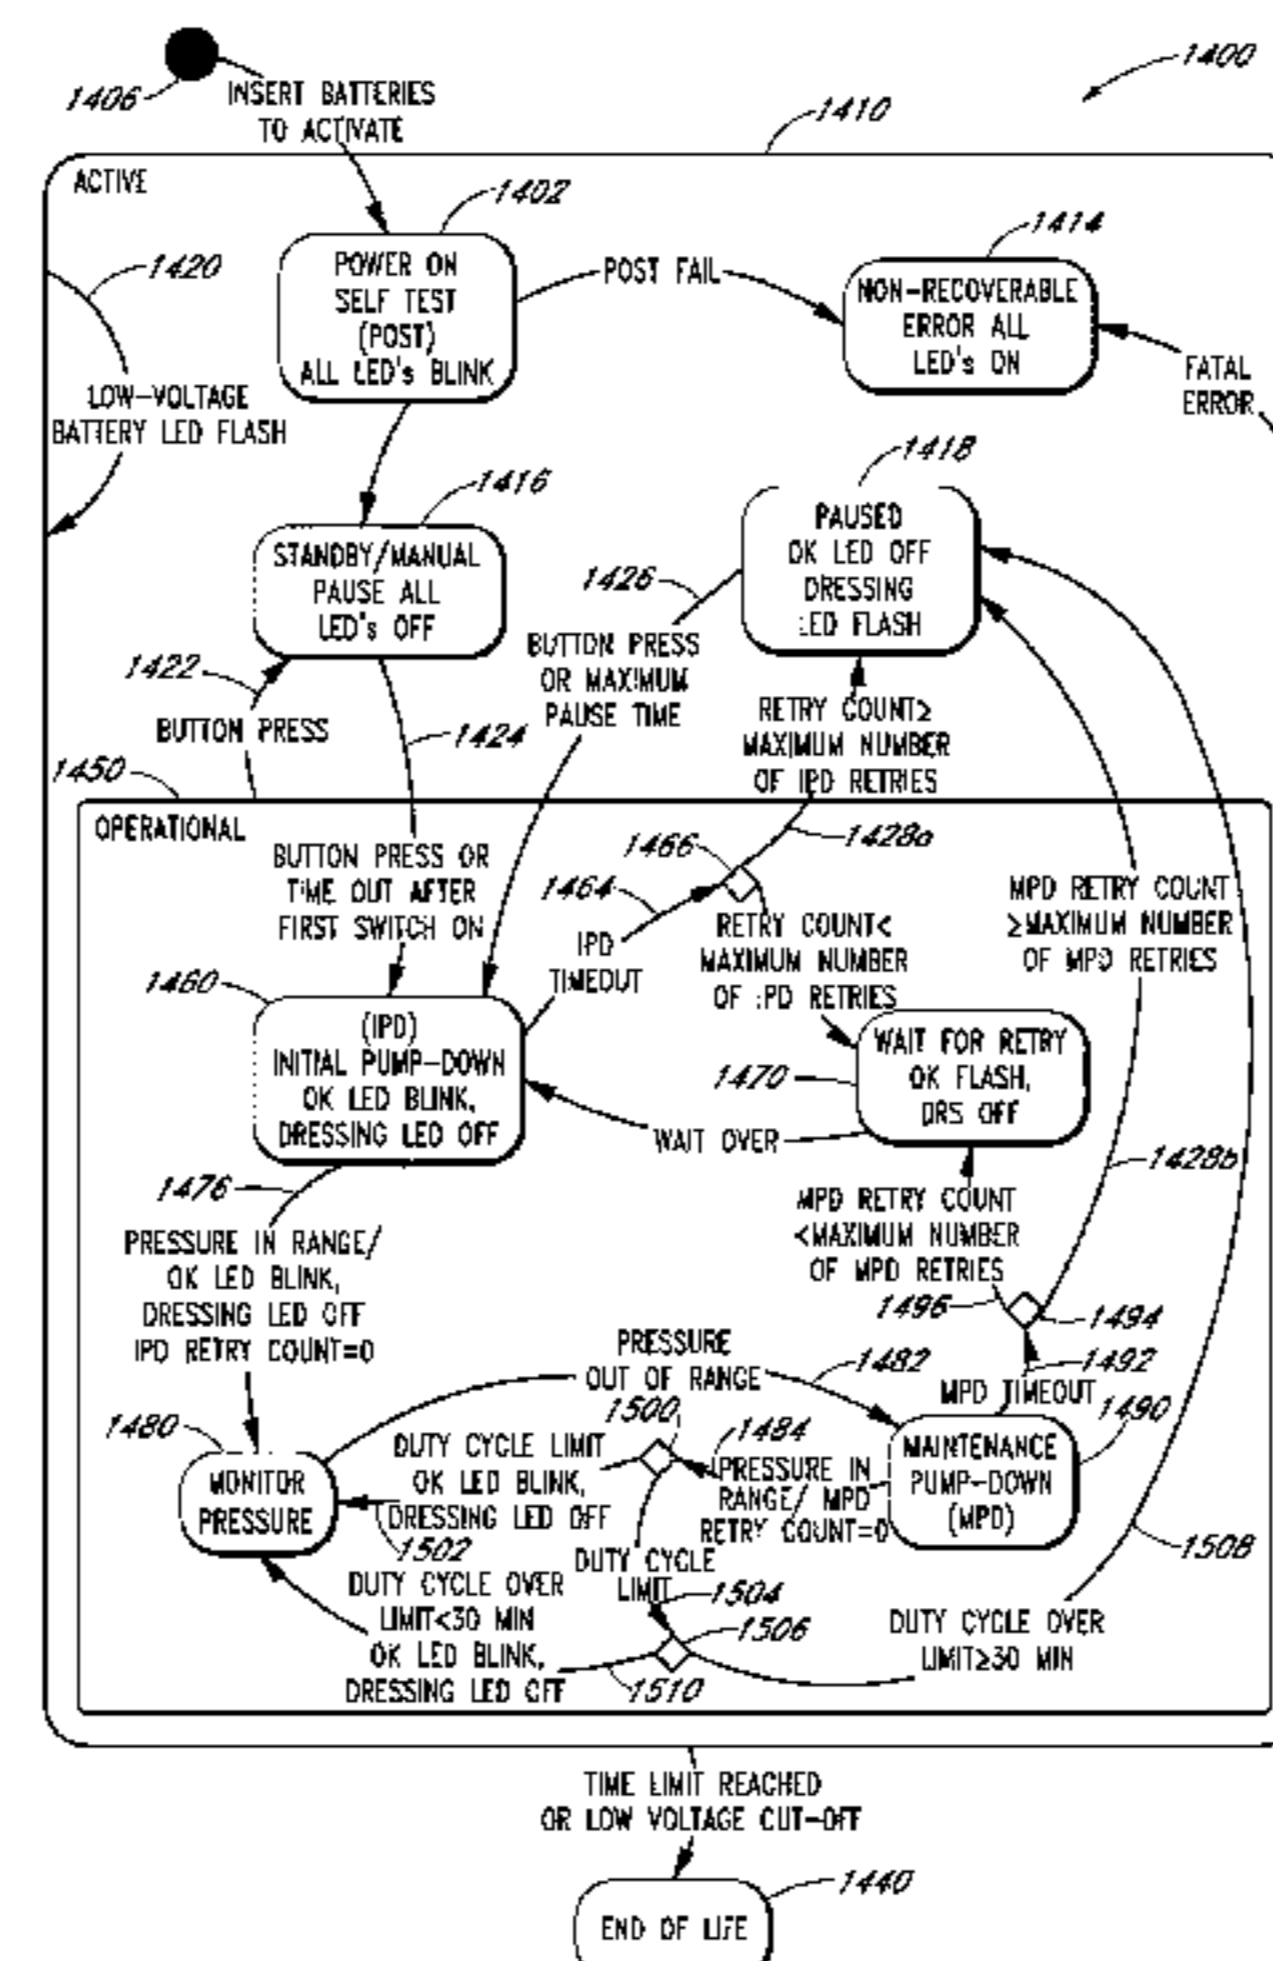 1400
1406
INSERT BATTERIES
TO ACTIVATE
1410
ACTIVE
1402
POWER ON
SELF TEST
(POST)
ALL LED's BLINK
POST FAIL
1414
NON-RECOVERABLE
ERROR ALL
LED's ON
FATAL
ERROR
1420
LOW-VOLTAGE
BATTERY LED FLASH
1416
STANDBY/MANUAL
PAUSE ALL
LED's OFF
1418
PAUSED
OK LED OFF
DRESSING
LED FLASH
1422
BUTTON PRESS
1424
1426
BUTTON PRESS
OR MAXIMUM
PAUSE TIME
RETRY COUNT≥
MAXIMUM NUMBER
OF IPD RETRIES
1450
OPERATIONAL
BUTTON PRESS OR
TIME OUT AFTER
FIRST SWITCH ON
1428a
1466
1464
IPD
TIMEOUT
RETRY COUNT<
MAXIMUM NUMBER
OF IPD RETRIES
MPD RETRY COUNT
≥MAXIMUM NUMBER
OF MPD RETRIES
1460
(IPD)
INITIAL PUMP-DOWN
OK LED BLINK,
DRESSING LED OFF
1470
WAIT FOR RETRY
OK FLASH,
DRS OFF
WAIT OVER
1428b
1476
PRESSURE IN RANGE/
OK LED BLINK,
DRESSING LED OFF
IPD RETRY COUNT=0
MPD RETRY COUNT
<MAXIMUM NUMBER
OF MPD RETRIES
1496
1494
1492
MPD TIMEOUT
PRESSURE
OUT OF RANGE
1482
1490
MAINTENANCE
PUMP-DOWN
(MPD)
1480
MONITOR
PRESSURE
1500
1484
DUTY CYCLE LIMIT
OK LED BLINK,
DRESSING LED OFF
PRESSURE IN
RANGE/ MPD
RETRY COUNT=0
1502
DUTY CYCLE
LIMIT
1504
1508
DUTY CYCLE OVER
LIMIT<30 MIN
OK LED BLINK,
DRESSING LED OFF
1506
1510
DUTY CYCLE OVER
LIMIT≥30 MIN
TIME LIMIT REACHED
OR LOW VOLTAGE CUT-OFF
1440
END OF LIFE